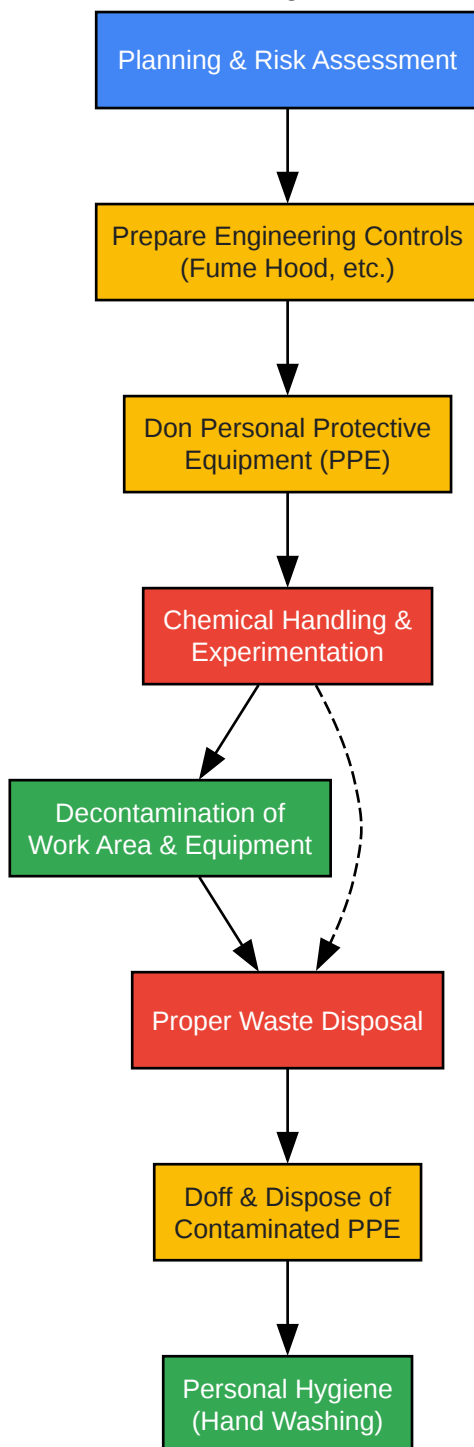 Planning & Risk Assessment
Prepare Engineering Controls
(Fume Hood, etc.)
Don Personal Protective
Equipment (PPE)
Chemical Handling &
Experimentation
Decontamination of
Work Area & Equipment
Proper Waste Disposal
Doff & Dispose of
Contaminated PPE
Personal Hygiene
(Hand Washing)